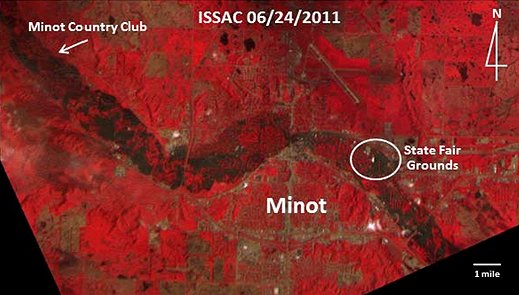 ISSAC 06/24/2011
Minot Country Club
N
State Fair
Grounds
Minot
1 mile